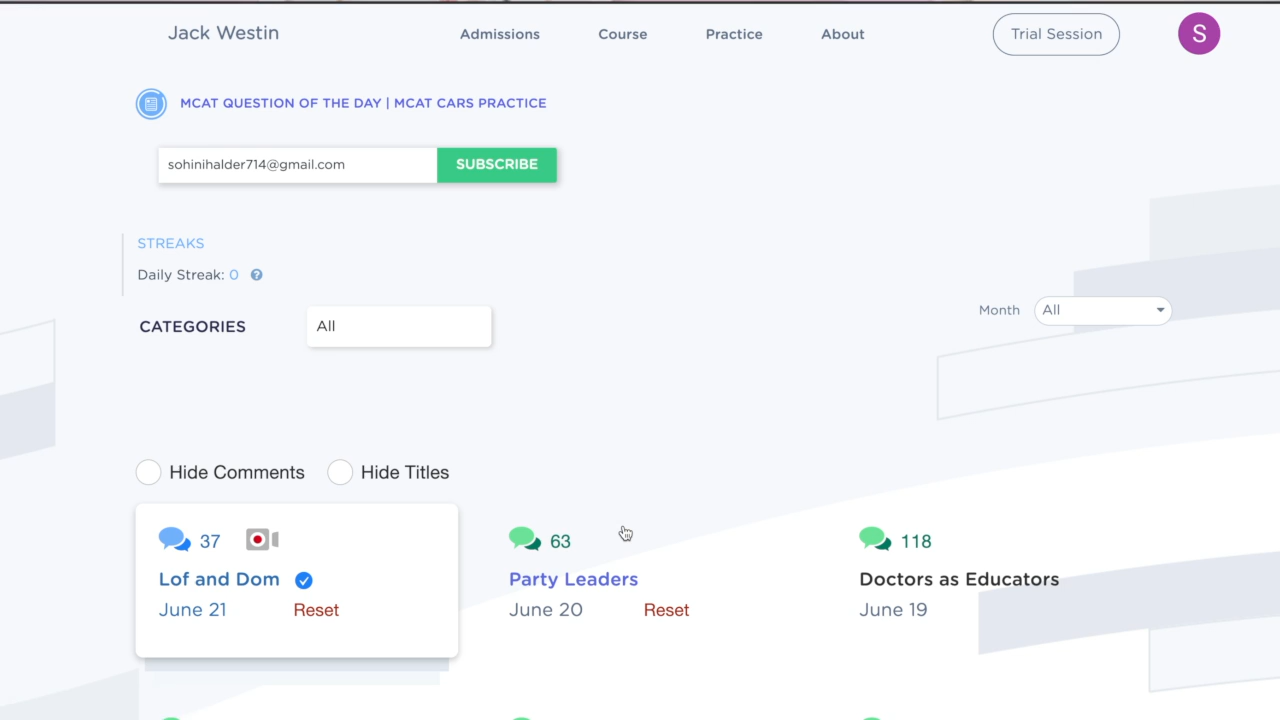 Jack Westin
Admissions
Course
Practice
About
Trial Session
S
MCAT QUESTION OF THE DAY | MCAT CARS PRACTICE
sohinihalder714@gmail.com
SUBSCRIBE
STREAKS
Daily Streak: 0 ?
Month
All
CATEGORIES
All
Hide Comments
Hide Titles
37
63
118
Lof and Dom
Party Leaders
Doctors as Educators
June 21
Reset
June 20
Reset
June 19